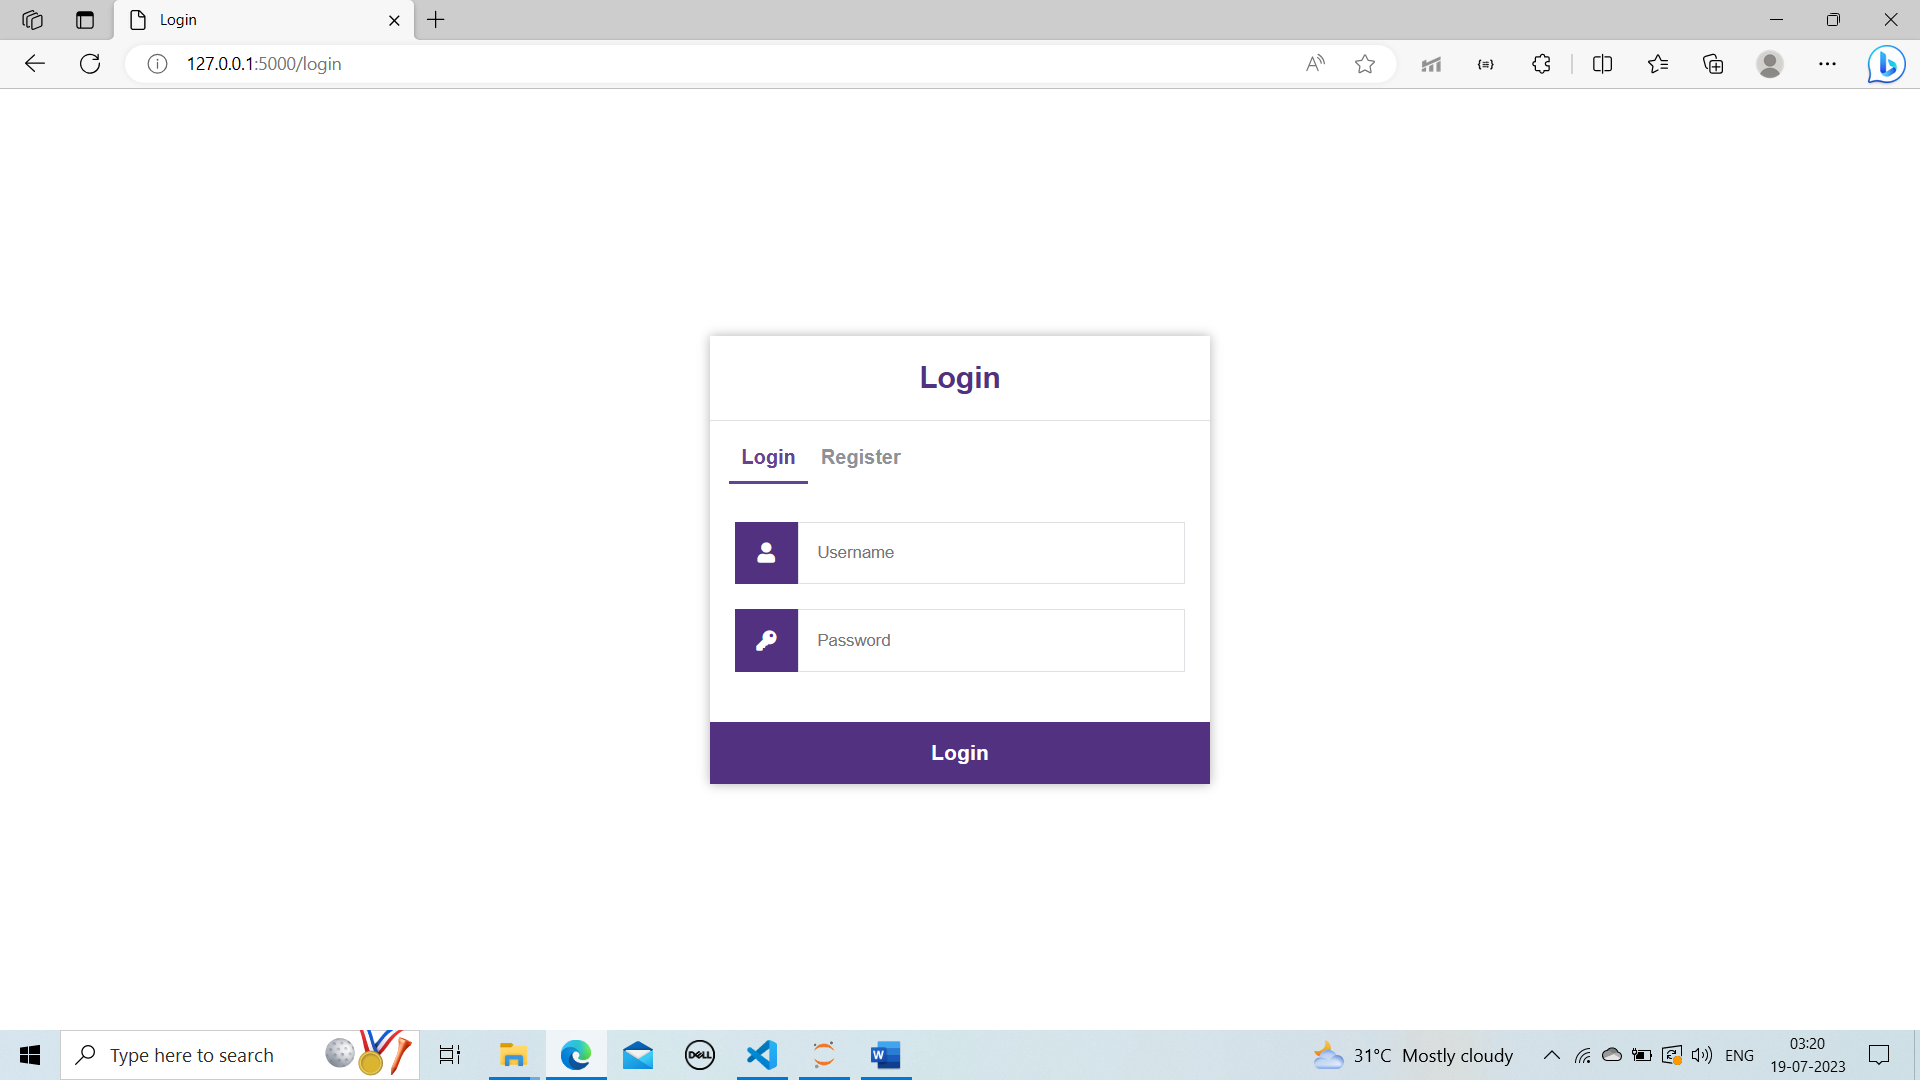 Login
127.0.0.1:5000/login
Login
Login Register
Username
Password
Login
Type here to search
DELL
W
31°C Mostly cloudy
ENG
03:20
19-07-2023